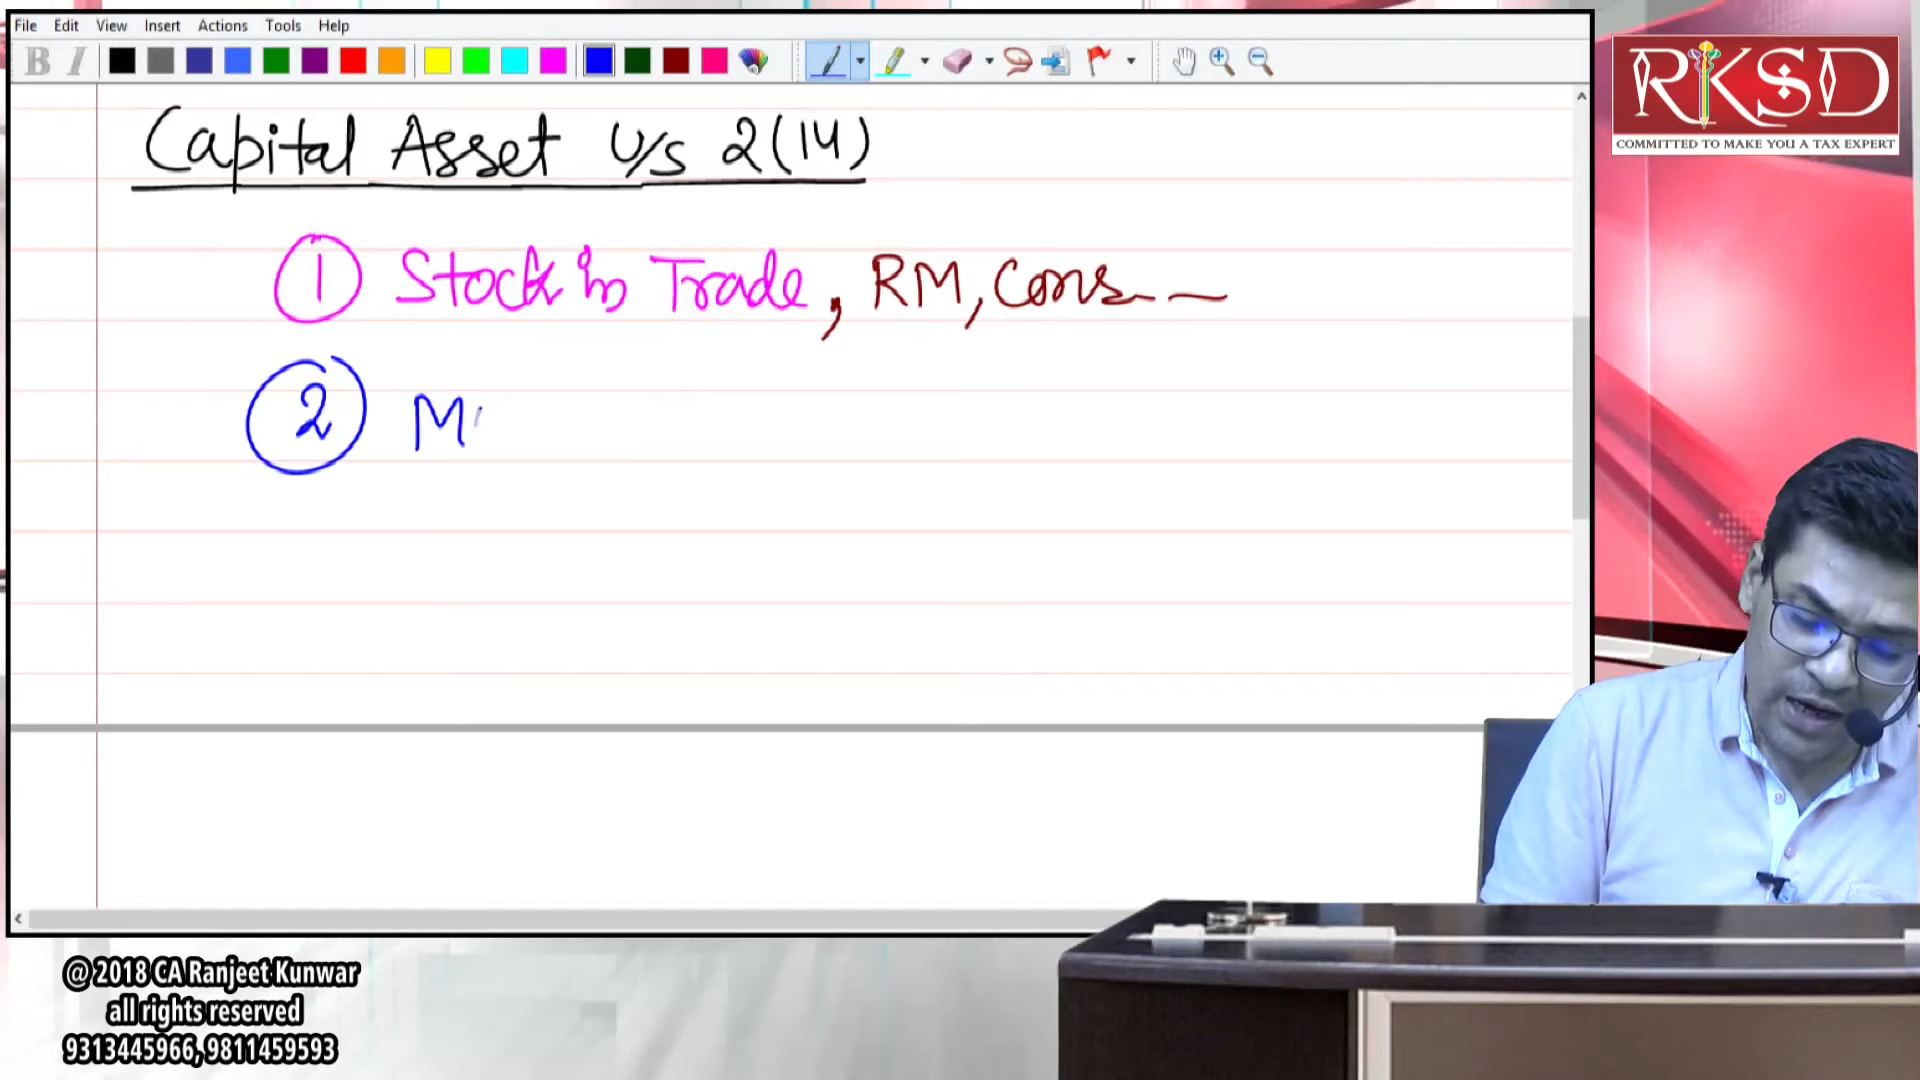 File Edit View Insert Actions Tools Help
B I
RKSD
COMMITTED TO MAKE YOU A TAX EXPERT
Capital Asset U/S 2(14)
1 Stock in Trade, RM, Cons
2 M
@ 2018 CA Ranjeet Kunwar
all rights reserved
9313445966, 9811459593